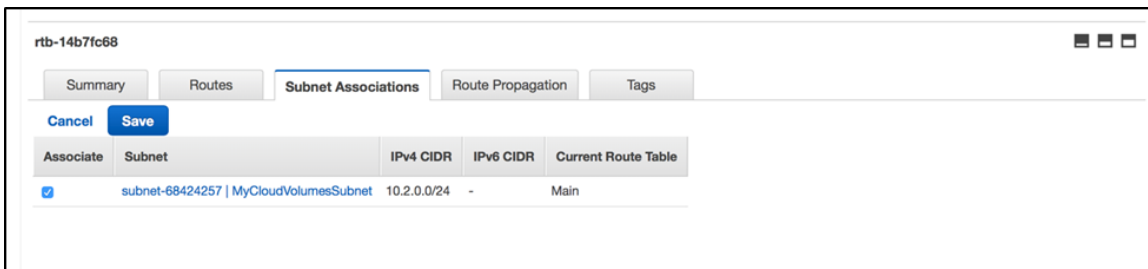 rtb-14b7fc68
Summary Routes Subnet Associations Route Propagation Tags
Cancel Save
Associate Subnet IPv4 CIDR IPv6 CIDR Current Route Table
subnet-68424257 | MyCloudVolumesSubnet 10.2.0.0/24 - Main